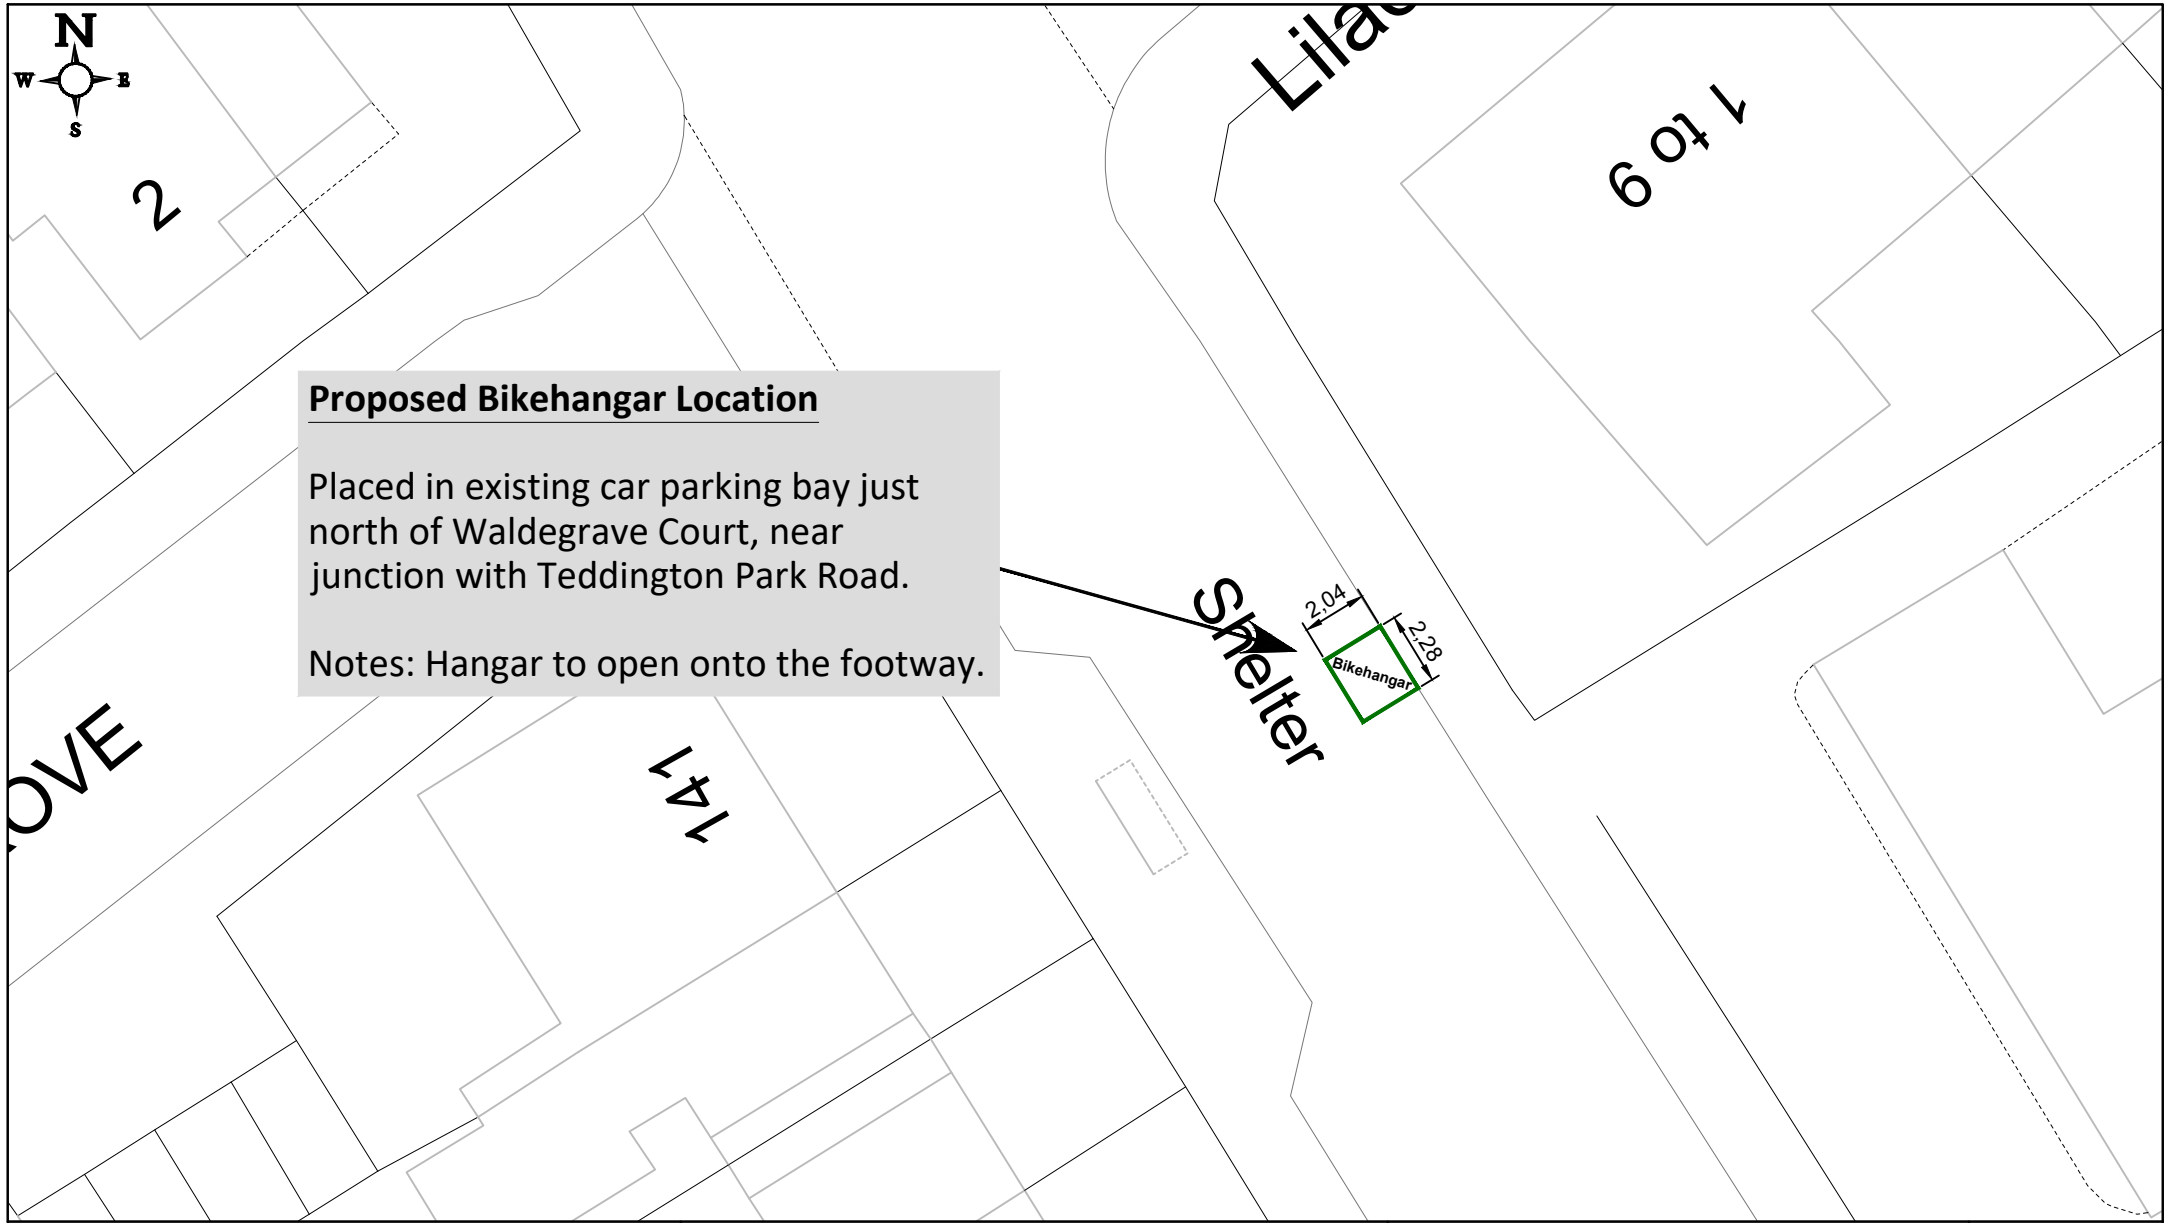 N
W E
S
2
Lilac
1 to 9
Proposed Bikehangar Location
Placed in existing car parking bay just
north of Waldegrave Court, near
junction with Teddington Park Road.
Notes: Hangar to open onto the footway.
Shelter
2,04
2,28
Bikehangar
OVE
141